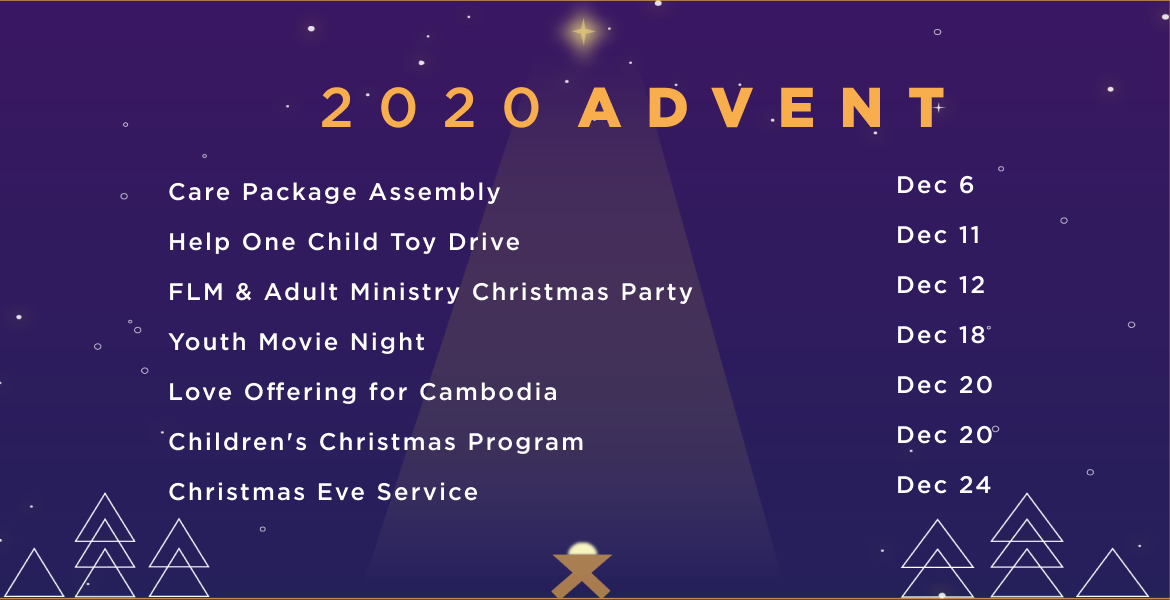 2020 ADVENT
Care Package Assembly Dec 6
Help One Child Toy Drive Dec 11
FLM & Adult Ministry Christmas Party Dec 12
Youth Movie Night Dec 18
Love Offering for Cambodia Dec 20
Children's Christmas Program Dec 20
Christmas Eve Service Dec 24